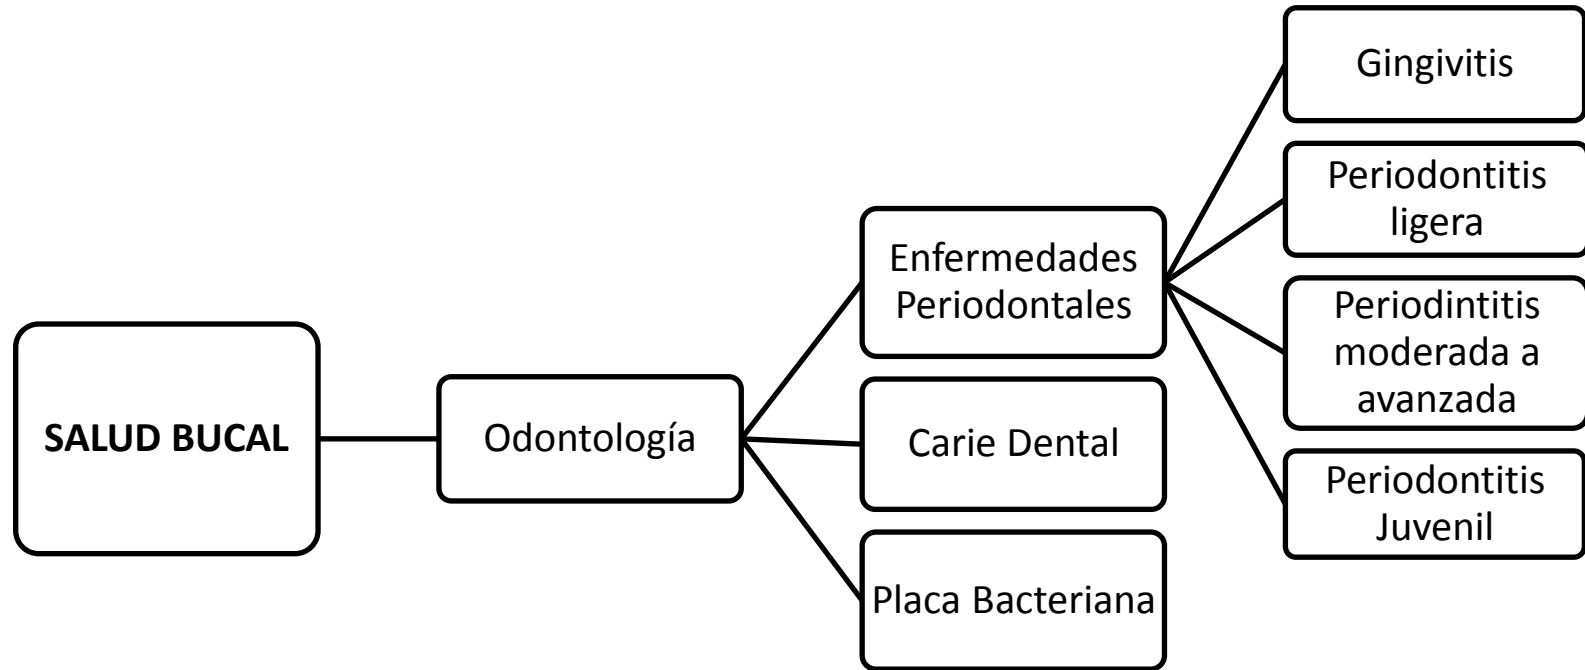 SALUD BUCAL
Odontología
Enfermedades
Periodontales
Carie Dental
Placa Bacteriana
Gingivitis
Periodontitis
ligera
Periodintitis
moderada a
avanzada
Periodontitis
Juvenil